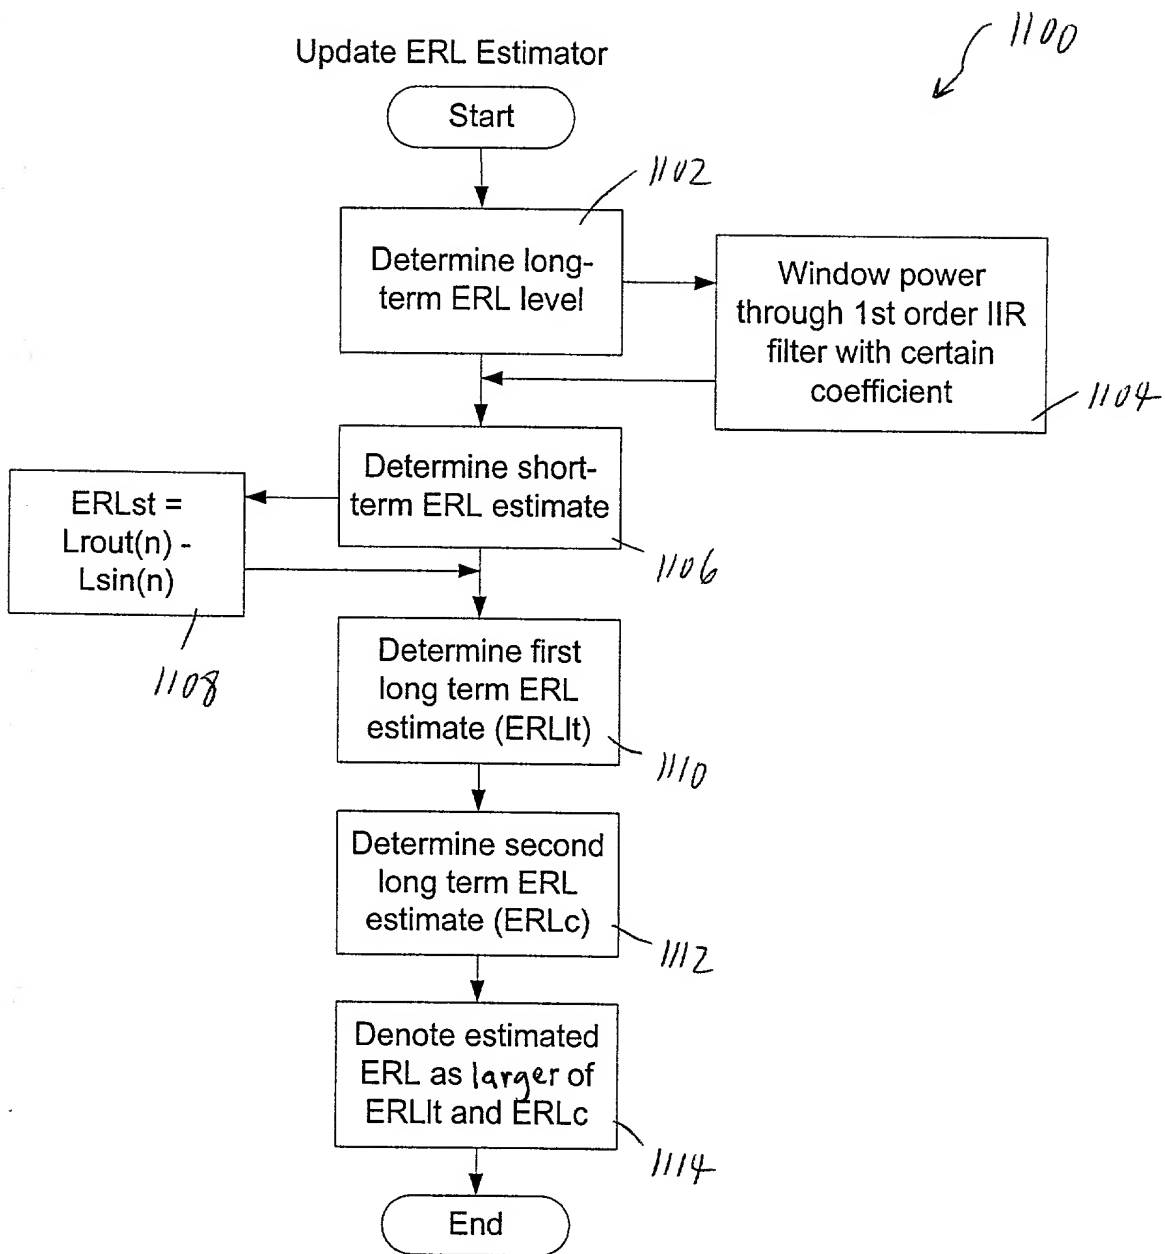 1100
Update ERL Estimator
Start
1102
Determine long-
term ERL level
Window power
through 1st order IIR
filter with certain
coefficient
1104
Determine short-
term ERL estimate
1106
ERLst =
Lrout(n) -
Lsin(n)
1108
Determine first
long term ERL
estimate (ERLlt)
1110
Determine second
long term ERL
estimate (ERLc)
1112
Denote estimated
ERL as larger of
ERLlt and ERLc
1114
End